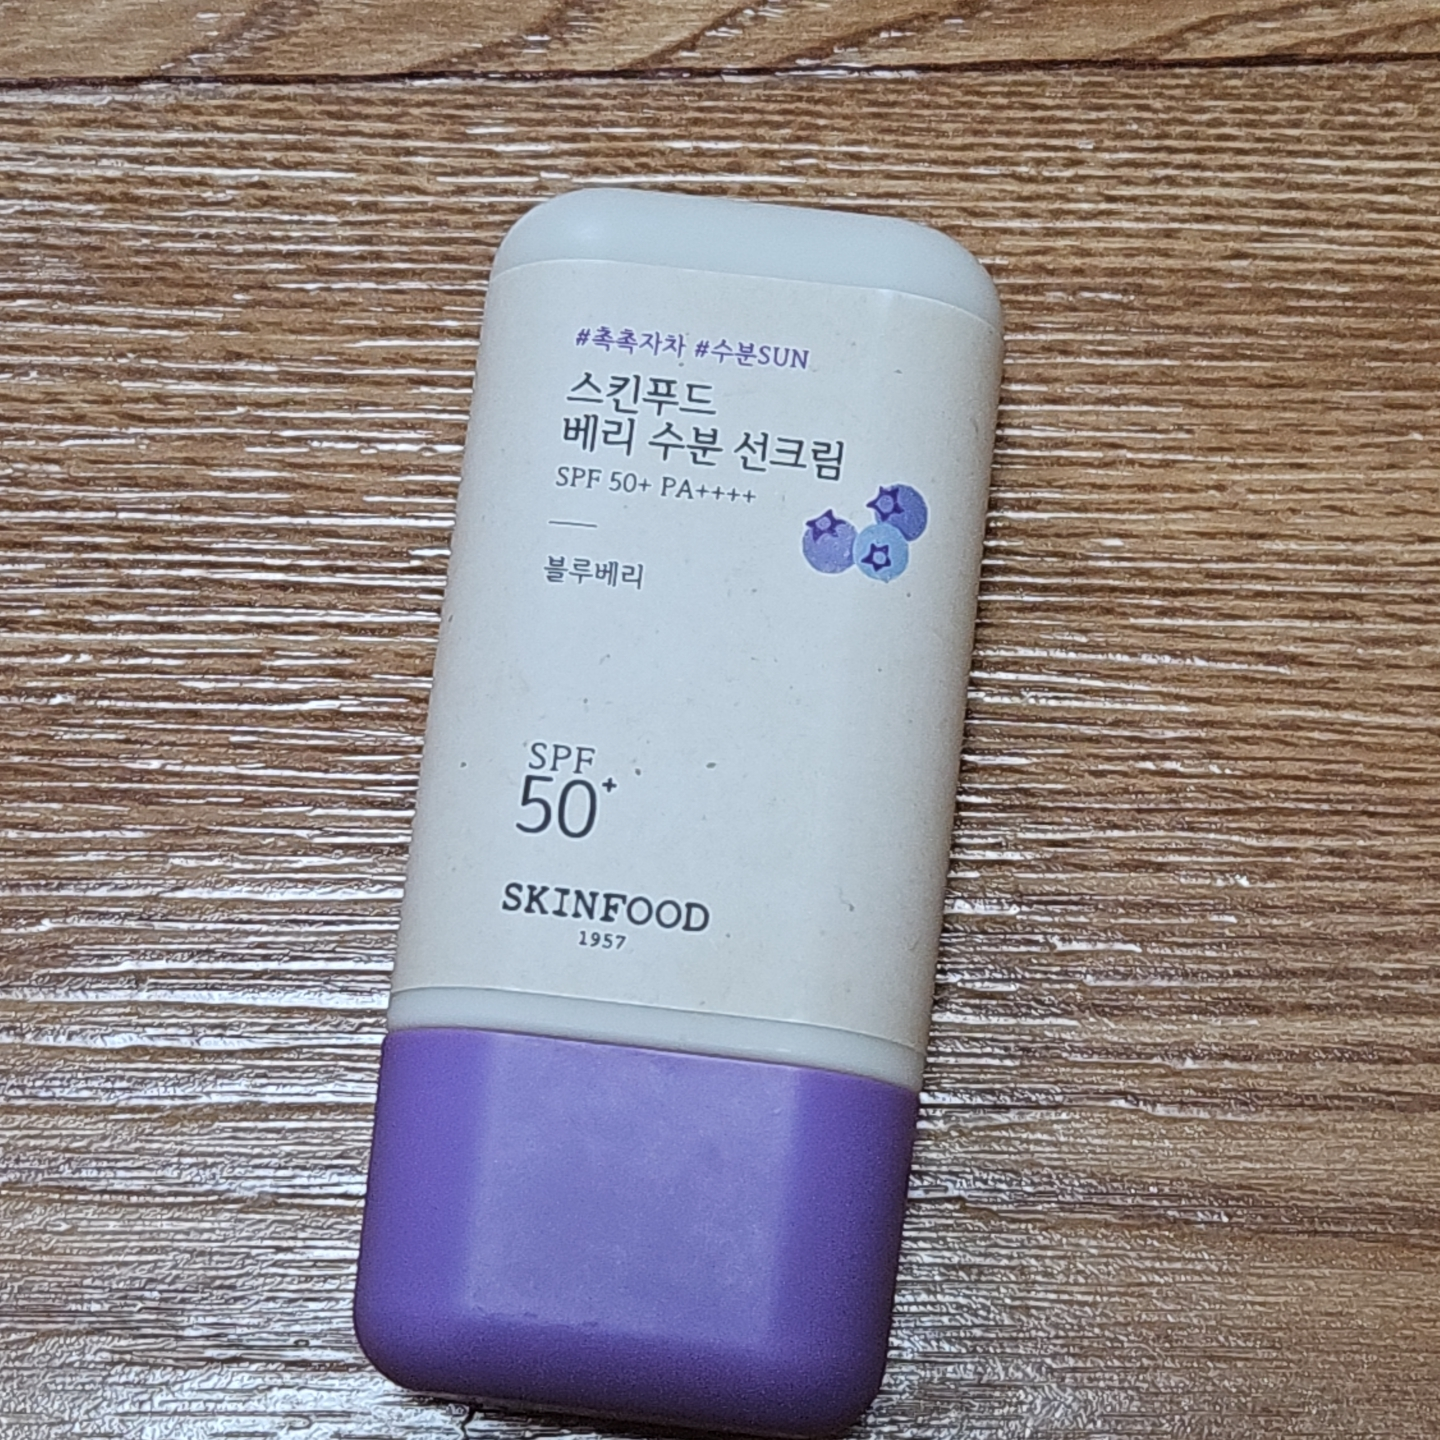 #촉촉자차 #수분SUN
스킨푸드
베리 수분 선크림
SPF 50+ PA++++
블루베리
SPF
50+
SKINFOOD
1957